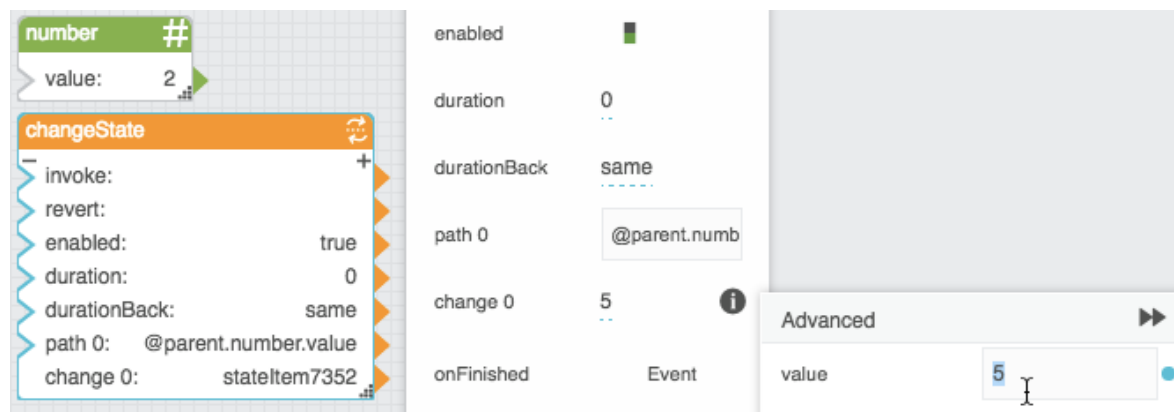 number #
value: 2
changeState
invoke:
revert:
enabled: true
duration: 0
durationBack: same
path 0: @parent.number.value
change 0: stateItem7352
enabled
duration 0
durationBack same
path 0 @parent.numb
change 0 5
onFinished Event
Advanced
value 5